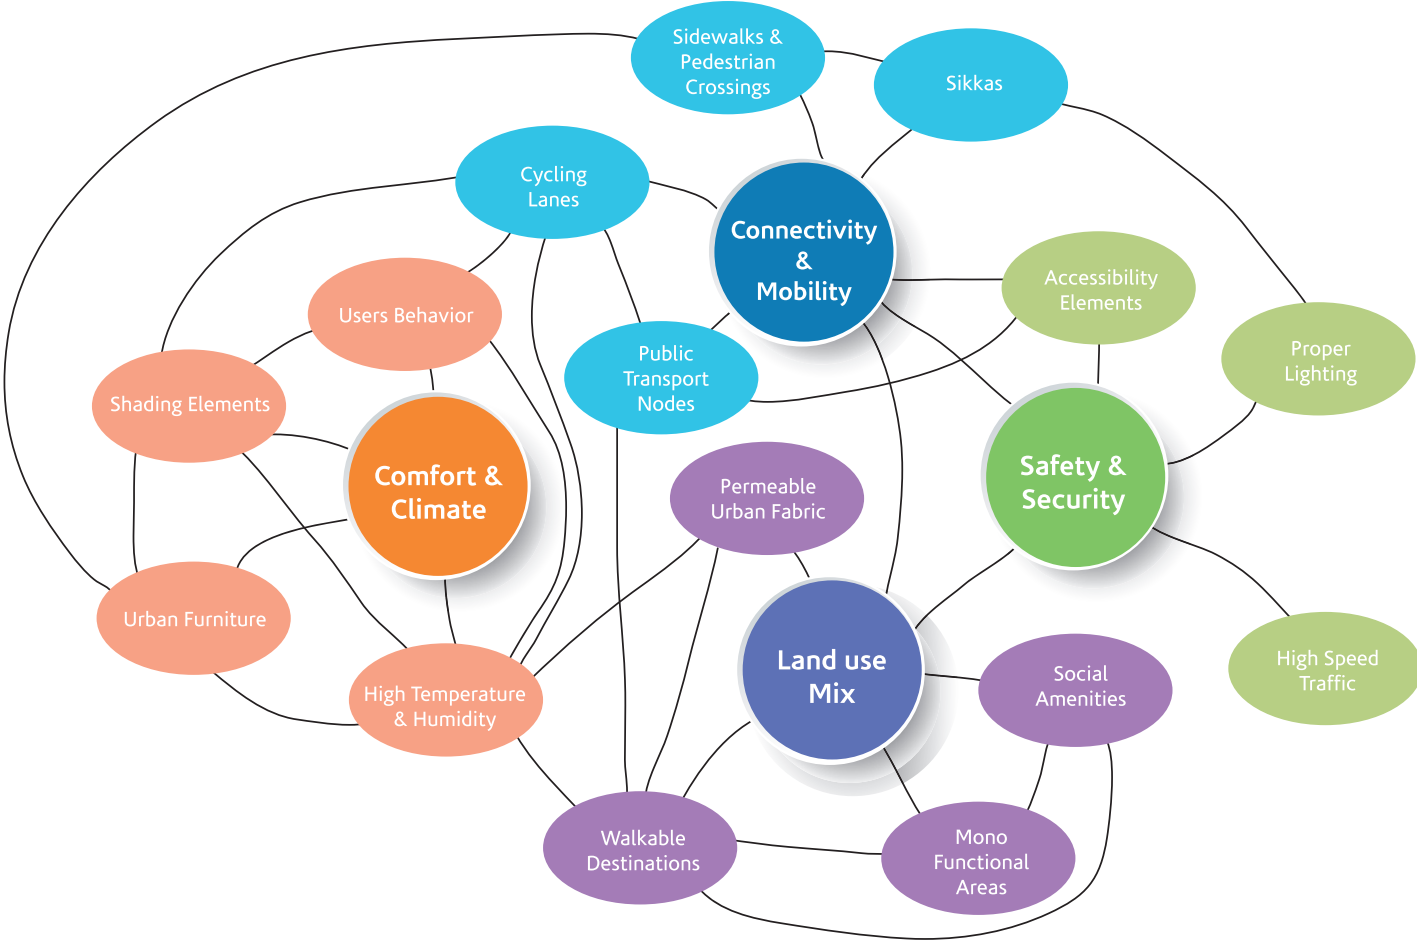 Sidewalks &
Pedestrian
Crossings
Sikkas
Cycling
Lanes
Connectivity
&
Mobility
Accessibility
Elements
Users Behavior
Proper
Lighting
Public
Transport
Nodes
Shading Elements
Comfort &
Climate
Safety &
Security
Permeable
Urban Fabric
Urban Furniture
High Temperature
& Humidity
Land use
Mix
Social
Amenities
High Speed
Traffic
Walkable
Destinations
Mono
Functional
Areas